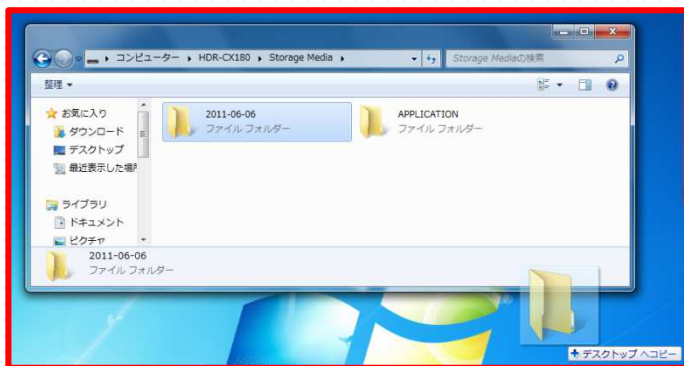 コンピューター ▸ HDR-CX180 ▸ Storage Media ▸
Storage Mediaの検索
整理
お気に入り
ダウンロード
デスクトップ
最近表示した場所
ライブラリ
ドキュメント
ピクチャ
2011-06-06
ファイル フォルダー
APPLICATION
ファイル フォルダー
2011-06-06
ファイル フォルダー
デスクトップ へコピー